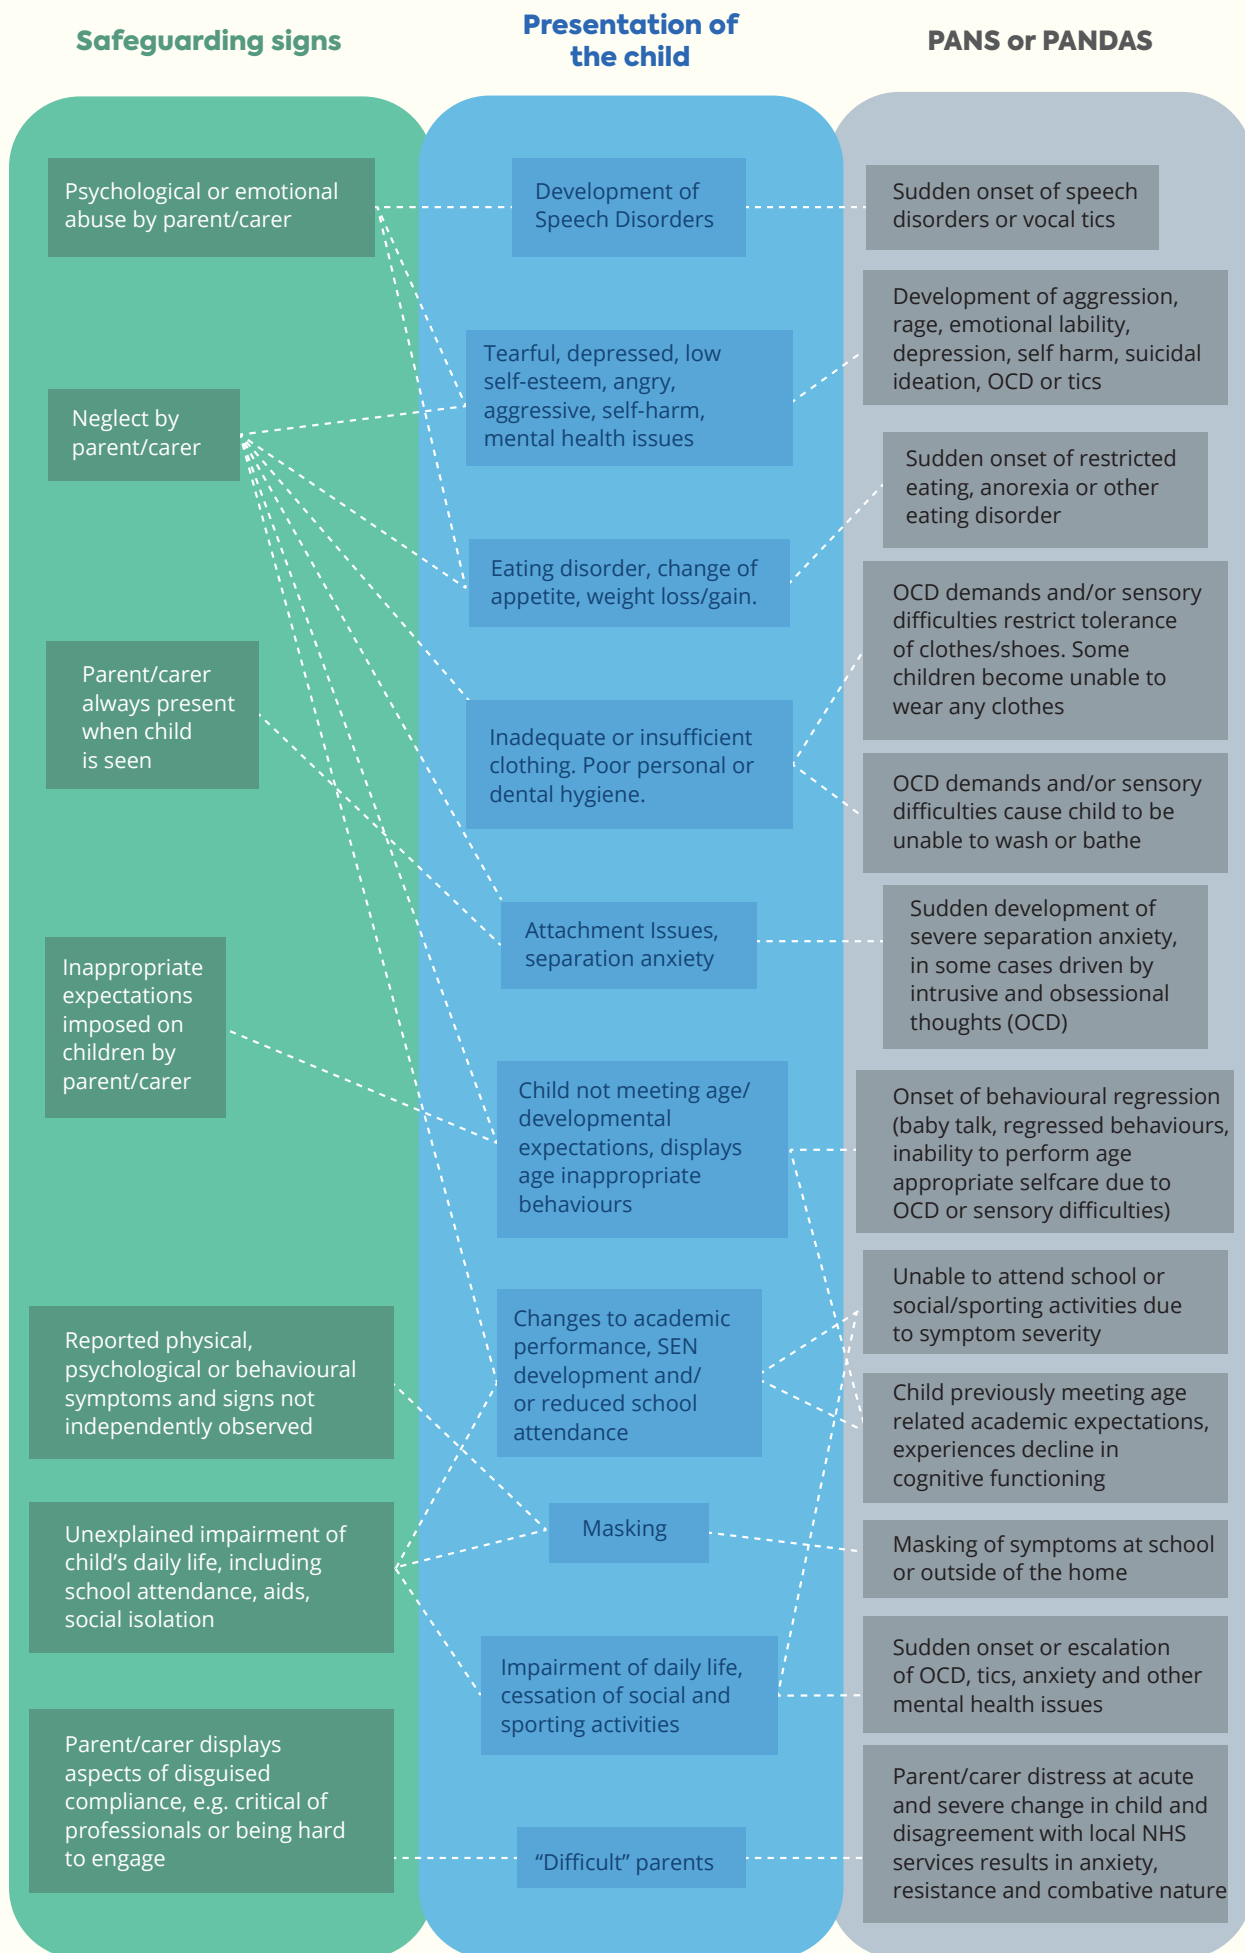 Safeguarding signs
Presentation of
the child
PANS or PANDAS
Psychological or emotional
abuse by parent/carer
Neglect by
parent/carer
Parent/carer
always present
when child
is seen
Inappropriate
expectations
imposed on
children by
parent/carer
Reported physical,
psychological or behavioural
symptoms and signs not
independently observed
Unexplained impairment of
child’s daily life, including
school attendance, aids,
social isolation
Parent/carer displays
aspects of disguised
compliance, e.g. critical of
professionals or being hard
to engage
Development of
Speech Disorders
Tearful, depressed, low
self-esteem, angry,
aggressive, self-harm,
mental health issues
Eating disorder, change of
appetite, weight loss/gain.
Inadequate or insufficient
clothing. Poor personal or
dental hygiene.
Attachment Issues,
separation anxiety
Child not meeting age/
developmental
expectations, displays
age inappropriate
behaviours
Changes to academic
performance, SEN
development and/
or reduced school
attendance
Masking
Impairment of daily life,
cessation of social and
sporting activities
“Difficult” parents
Sudden onset of speech
disorders or vocal tics
Development of aggression,
rage, emotional lability,
depression, self harm, suicidal
ideation, OCD or tics
Sudden onset of restricted
eating, anorexia or other
eating disorder
OCD demands and/or sensory
difficulties restrict tolerance
of clothes/shoes. Some
children become unable to
wear any clothes
OCD demands and/or sensory
difficulties cause child to be
unable to wash or bathe
Sudden development of
severe separation anxiety,
in some cases driven by
intrusive and obsessional
thoughts (OCD)
Onset of behavioural regression
(baby talk, regressed behaviours,
inability to perform age
appropriate selfcare due to
OCD or sensory difficulties)
Unable to attend school or
social/sporting activities due
to symptom severity
Child previously meeting age
related academic expectations,
experiences decline in
cognitive functioning
Masking of symptoms at school
or outside of the home
Sudden onset or escalation
of OCD, tics, anxiety and other
mental health issues
Parent/carer distress at acute
and severe change in child and
disagreement with local NHS
services results in anxiety,
resistance and combative nature